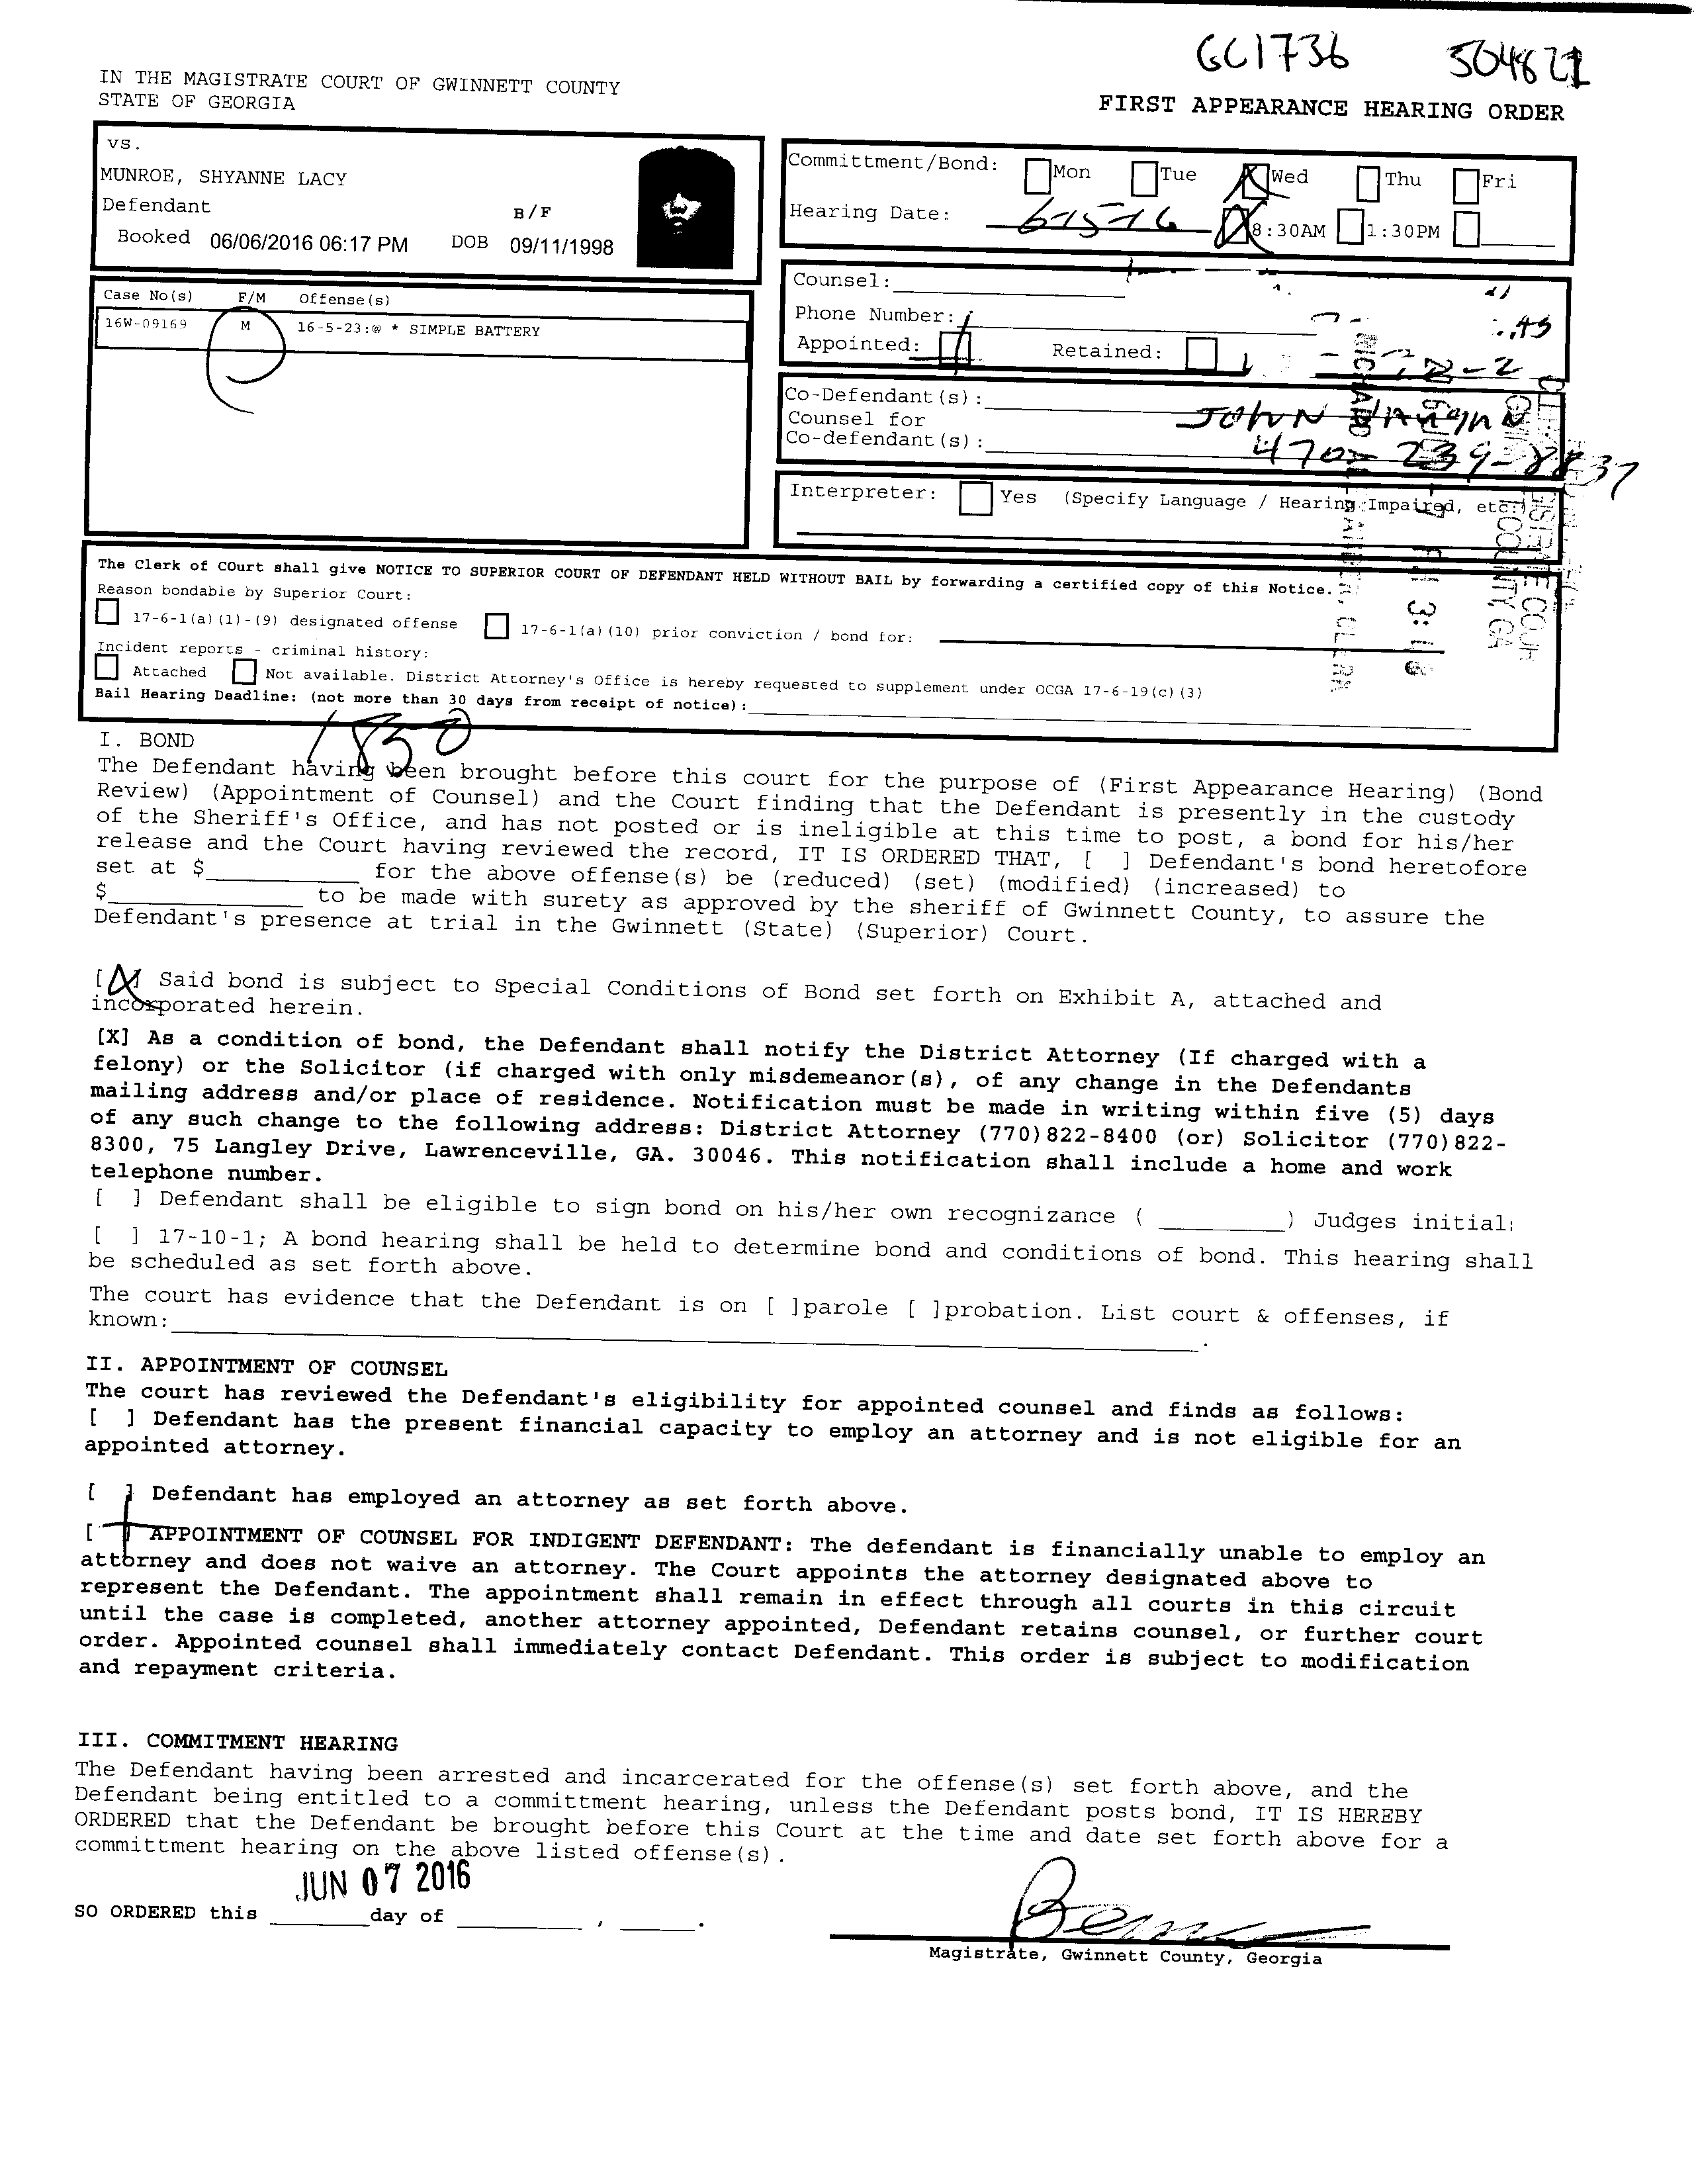 GC1736
IN THE MAGISTRATE COURT OF GWINNETT COUNTY
STATE OF GEORGIA
FIRST APPEARANCE HEARING ORDER
vs.
MUNROE, SHYANNE LACY
Defendant B/F
Booked 06/06/2016 06:17 PM DOB 09/11/1998
Committment/Bond: Mon Tue Wed Thu Fri
Hearing Date: 6-15-16 8:30AM 1:30PM
Case No(s) F/M Offense(s)
16W-09169 M 16-5-23:@ * SIMPLE BATTERY
Counsel:
Phone Number:
Appointed: Retained:
Co-Defendant(s):
Counsel for
Co-defendant(s):
JOHN
470-239-8837
Interpreter: Yes (Specify Language / Hearing Impaired, etc.)
The Clerk of COurt shall give NOTICE TO SUPERIOR COURT OF DEFENDANT HELD WITHOUT BAIL by forwarding a certified copy of this Notice.
Reason bondable by Superior Court:
17-6-1(a)(1)-(9) designated offense 17-6-1(a)(10) prior conviction / bond for:
Incident reports - criminal history:
Attached Not available. District Attorney's Office is hereby requested to supplement under OCGA 17-6-19(c)(3)
Bail Hearing Deadline: (not more than 30 days from receipt of notice):
1850
I. BOND
The Defendant having been brought before this court for the purpose of (First Appearance Hearing) (Bond
Review) (Appointment of Counsel) and the Court finding that the Defendant is presently in the custody
of the Sheriff's Office, and has not posted or is ineligible at this time to post, a bond for his/her
release and the Court having reviewed the record, IT IS ORDERED THAT, [ ] Defendant's bond heretofore
set at $ for the above offense(s) be (reduced) (set) (modified) (increased) to
$ to be made with surety as approved by the sheriff of Gwinnett County, to assure the
Defendant's presence at trial in the Gwinnett (State) (Superior) Court.
[X] Said bond is subject to Special Conditions of Bond set forth on Exhibit A, attached and
incorporated herein.
[X] As a condition of bond, the Defendant shall notify the District Attorney (If charged with a
felony) or the Solicitor (if charged with only misdemeanor(s), of any change in the Defendants
mailing address and/or place of residence. Notification must be made in writing within five (5) days
of any such change to the following address: District Attorney (770)822-8400 (or) Solicitor (770)822-
8300, 75 Langley Drive, Lawrenceville, GA. 30046. This notification shall include a home and work
telephone number.
[ ] Defendant shall be eligible to sign bond on his/her own recognizance ( ) Judges initial:
[ ] 17-10-1; A bond hearing shall be held to determine bond and conditions of bond. This hearing shall
be scheduled as set forth above.
The court has evidence that the Defendant is on [ ]parole [ ]probation. List court & offenses, if
known: .
II. APPOINTMENT OF COUNSEL
The court has reviewed the Defendant's eligibility for appointed counsel and finds as follows:
[ ] Defendant has the present financial capacity to employ an attorney and is not eligible for an
appointed attorney.
[ ] Defendant has employed an attorney as set forth above.
[ ] APPOINTMENT OF COUNSEL FOR INDIGENT DEFENDANT: The defendant is financially unable to employ an
attorney and does not waive an attorney. The Court appoints the attorney designated above to
represent the Defendant. The appointment shall remain in effect through all courts in this circuit
until the case is completed, another attorney appointed, Defendant retains counsel, or further court
order. Appointed counsel shall immediately contact Defendant. This order is subject to modification
and repayment criteria.
III. COMMITMENT HEARING
The Defendant having been arrested and incarcerated for the offense(s) set forth above, and the
Defendant being entitled to a committment hearing, unless the Defendant posts bond, IT IS HEREBY
ORDERED that the Defendant be brought before this Court at the time and date set forth above for a
committment hearing on the above listed offense(s).
JUN 07 2016
SO ORDERED this day of , .
Magistrate, Gwinnett County, Georgia